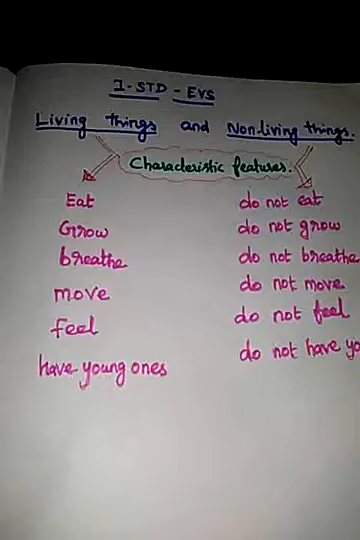 I-STD-EVS
Living things and Non-living things.
Characteristic features.
Eat do not eat
Grow do not grow
breathe do not breathe
move do not move
feel do not feel
have young ones do not have yo